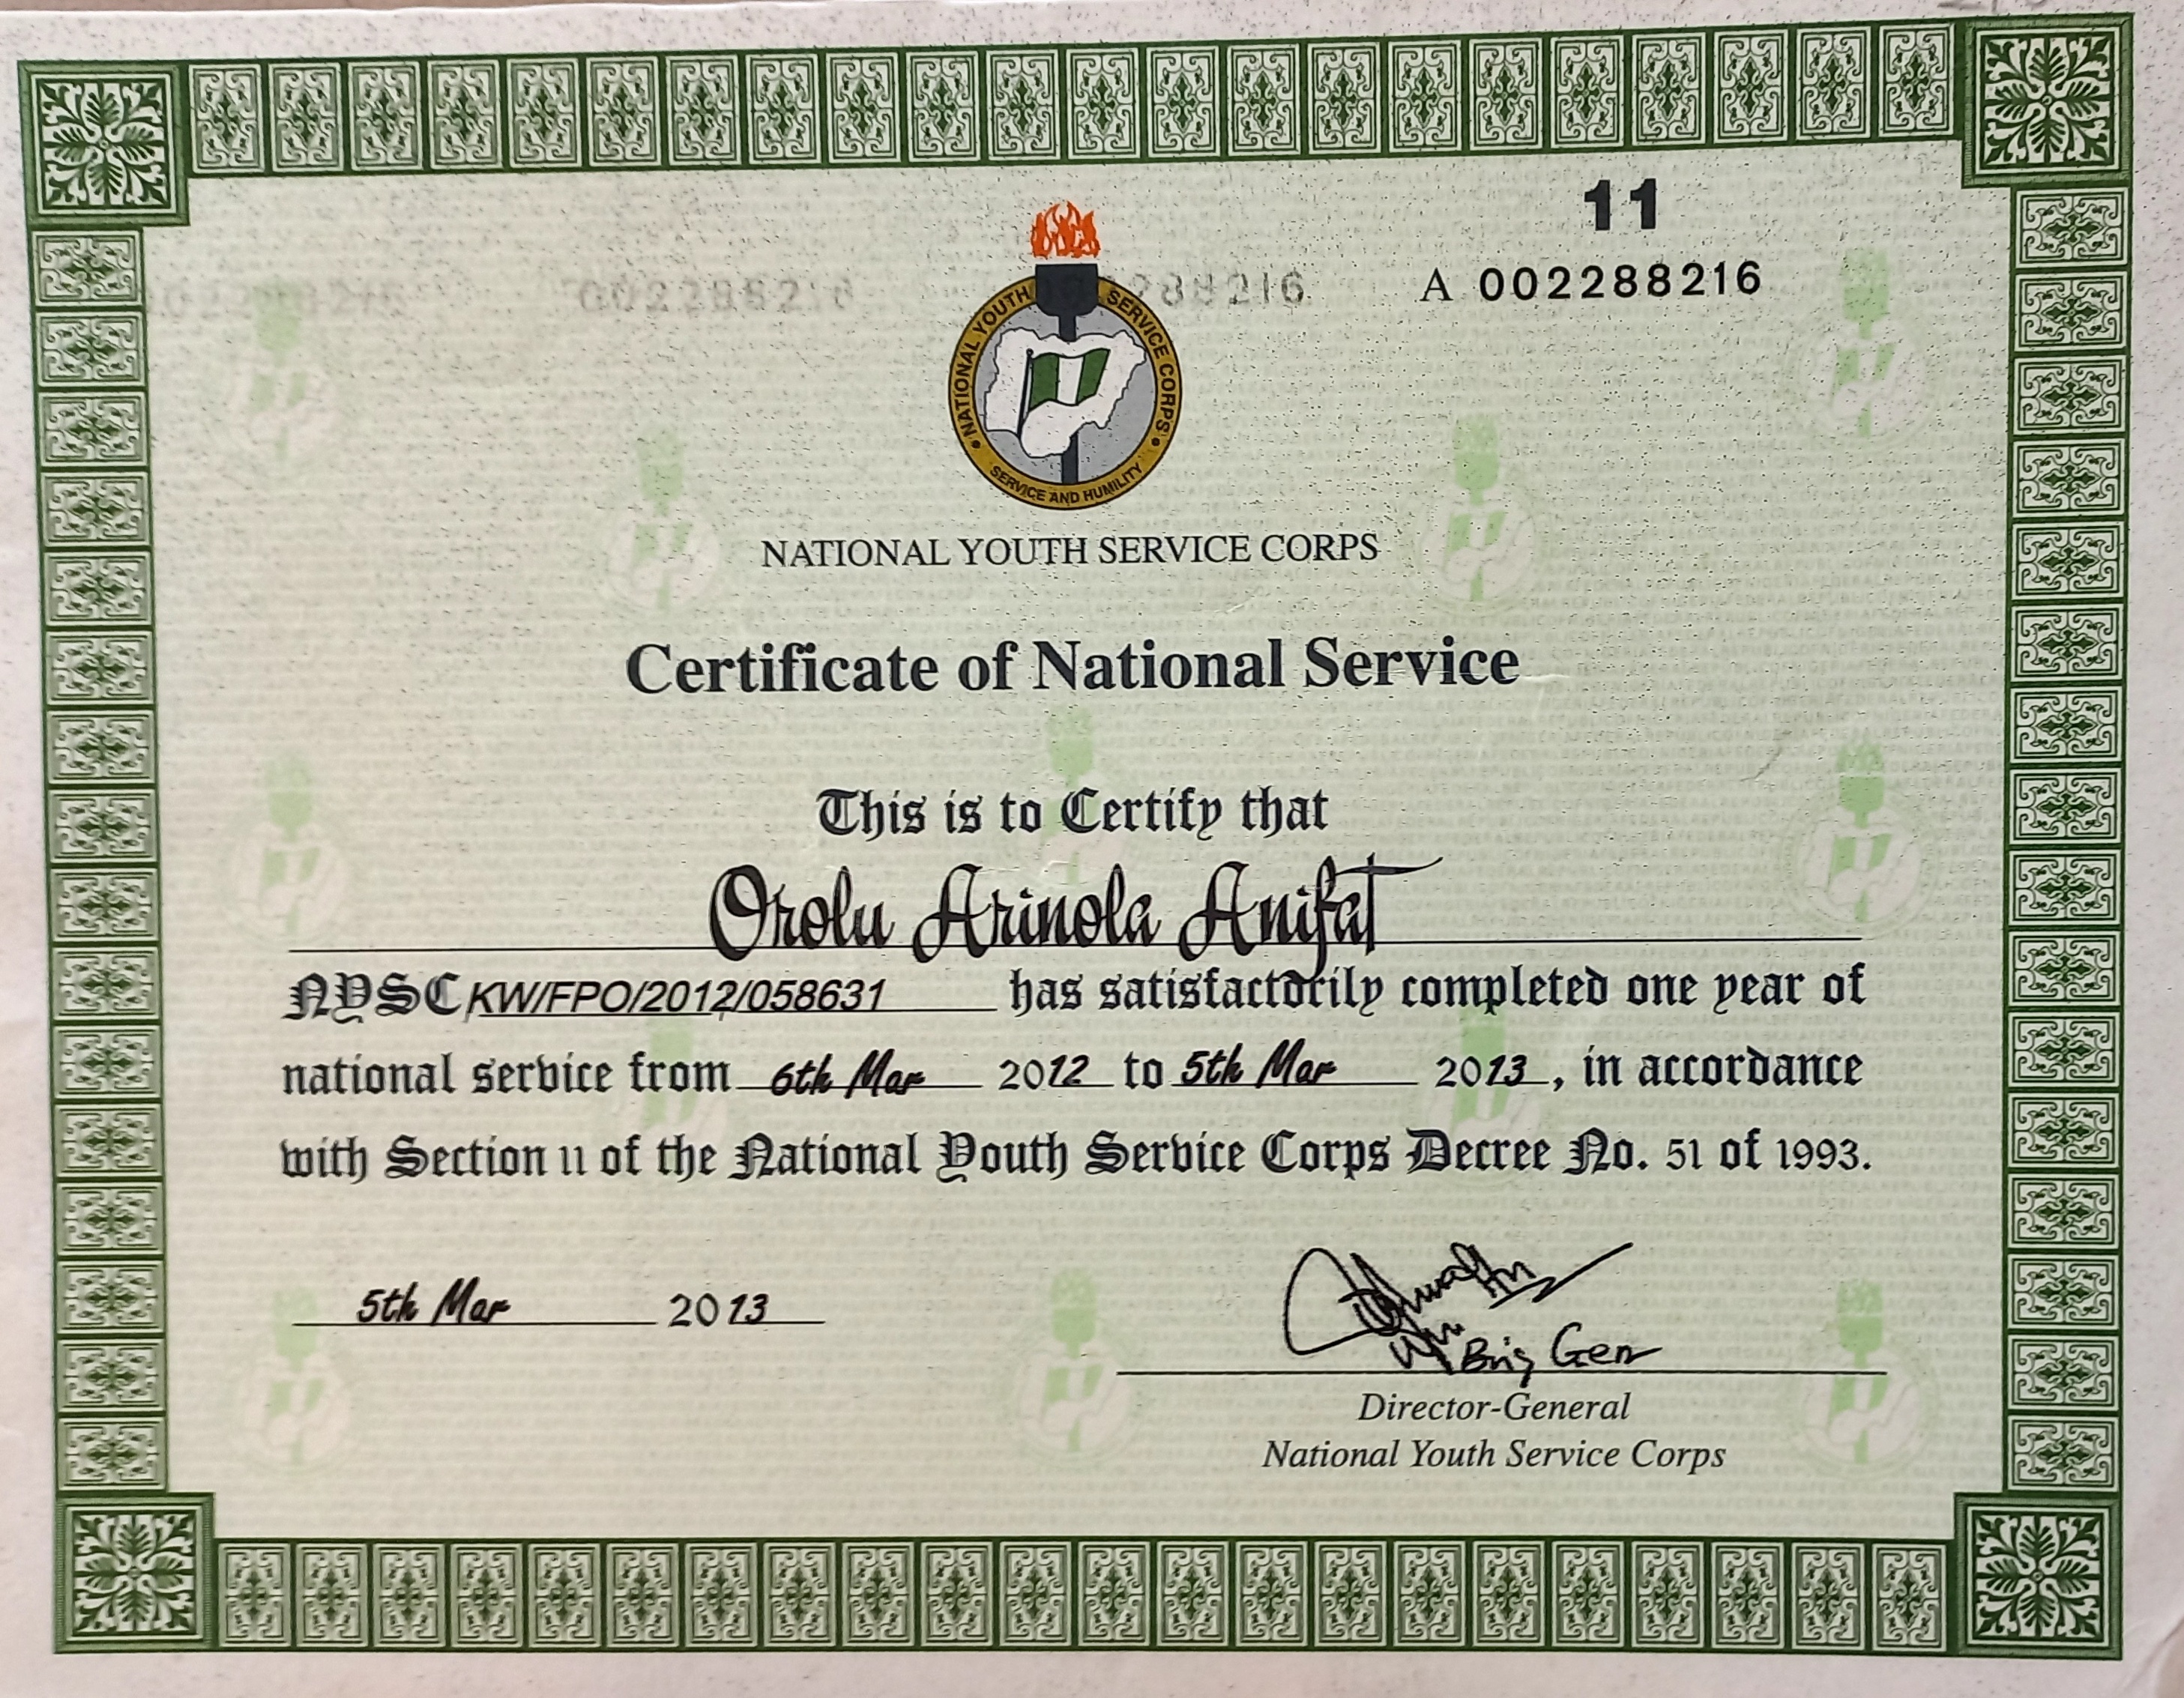 11
A 002288216
002288216
288216
NATIONAL YOUTH SERVICE CORPS
SERVICE AND HUMILITY
NATIONAL YOUTH SERVICE CORPS
Certificate of National Service
This is to Certify that
Orolu Arinola Anifat
NYSC KW/FPO/2012/058631 has satisfactorily completed one year of
national service from 6th Mar 2012 to 5th Mar 2013, in accordance
with Section 11 of the National Youth Service Corps Decree No. 51 of 1993.
5th Mar 2013
Brig Gen
Director-General
National Youth Service Corps